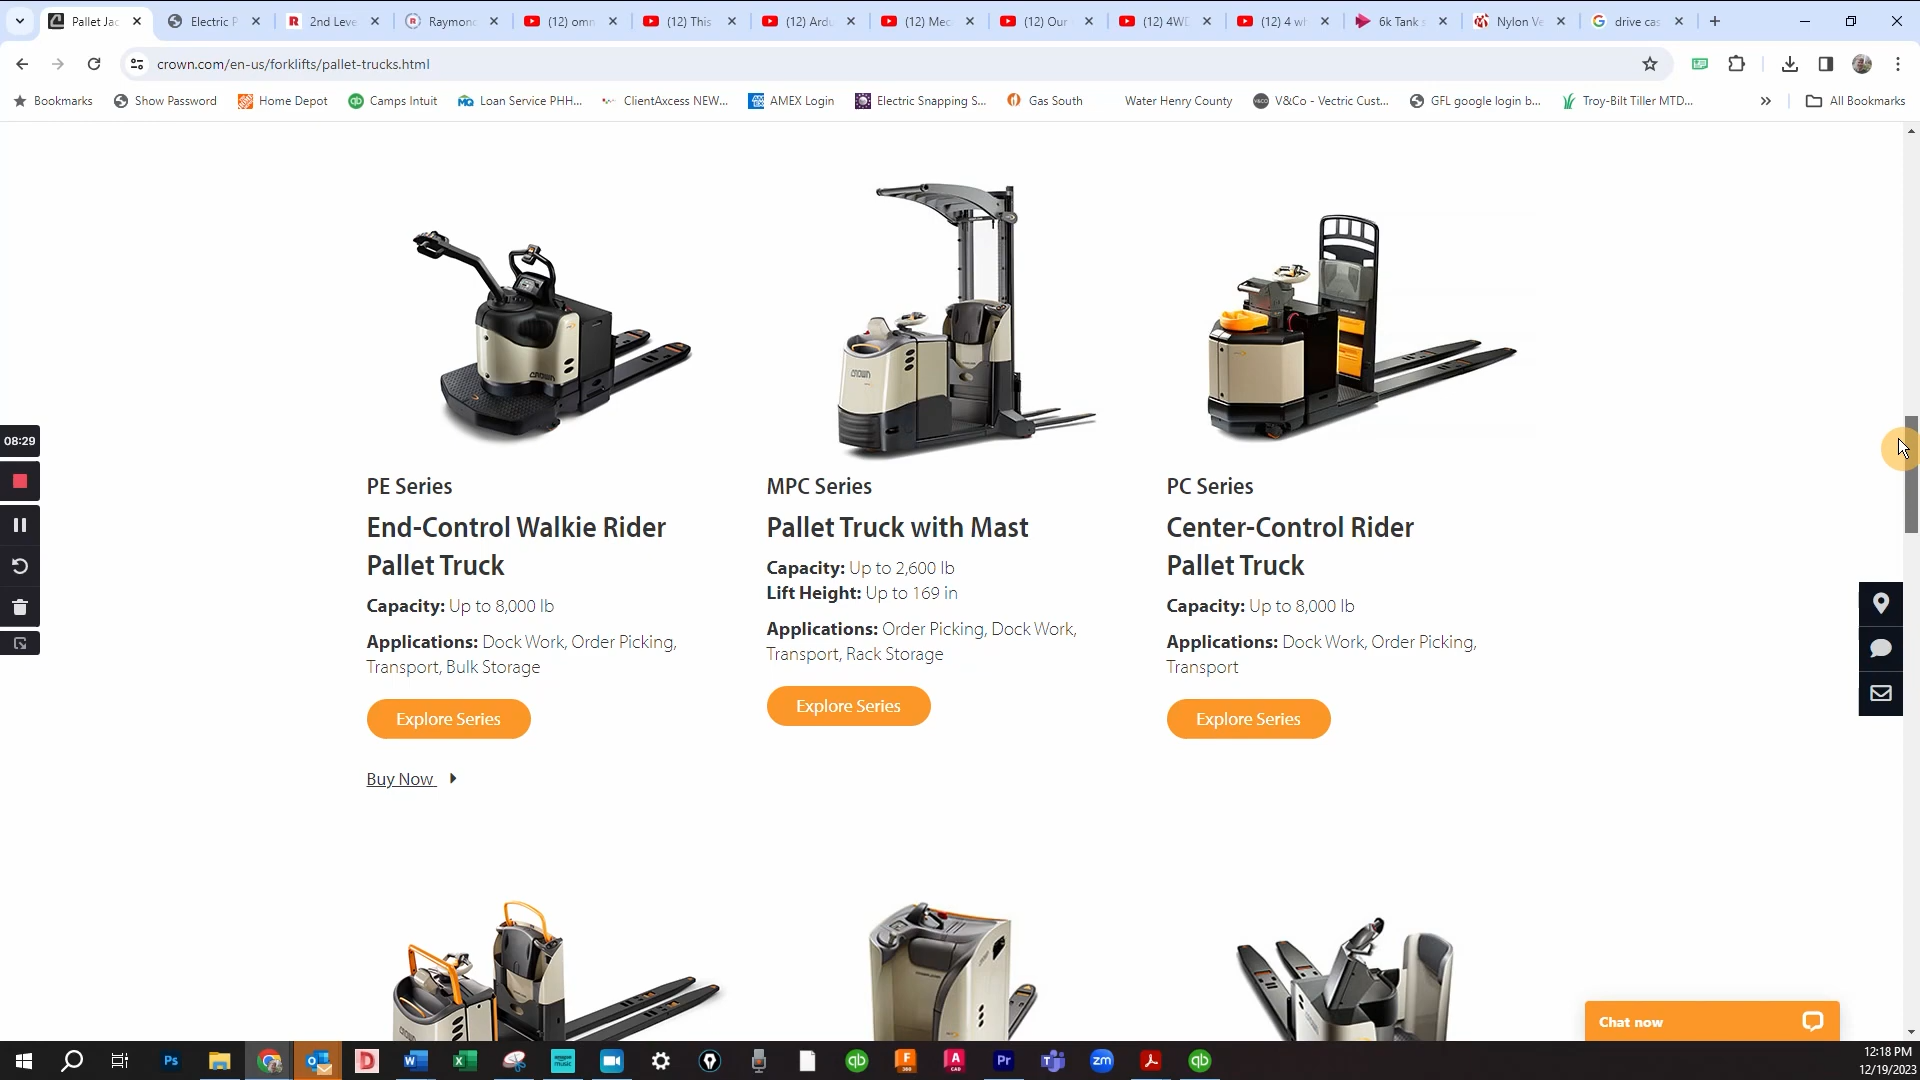 Pallet Jac
Electric P
2nd Leve
Raymond
(12) omn
(12) This
(12) Ardu
(12) Mec
(12) Our
(12) 4WD
(12) 4 wh
6k Tank s
Nylon Ve
drive cas
crown.com/en-us/forklifts/pallet-trucks.html
Bookmarks
Show Password
Home Depot
Camps Intuit
Loan Service PHH...
ClientAxcess NEW...
AMEX Login
Electric Snapping S...
Gas South
Water Henry County
V&Co - Vectric Cust...
GFL google login b...
Troy-Bilt Tiller MTD...
All Bookmarks
08:29
PE Series
End-Control Walkie Rider
Pallet Truck
Capacity: Up to 8,000 lb
Applications: Dock Work, Order Picking,
Transport, Bulk Storage
Explore Series
Buy Now
MPC Series
Pallet Truck with Mast
Capacity: Up to 2,600 lb
Lift Height: Up to 169 in
Applications: Order Picking, Dock Work,
Transport, Rack Storage
Explore Series
PC Series
Center-Control Rider
Pallet Truck
Capacity: Up to 8,000 lb
Applications: Dock Work, Order Picking,
Transport
Explore Series
Chat now
12:18 PM
12/19/2023